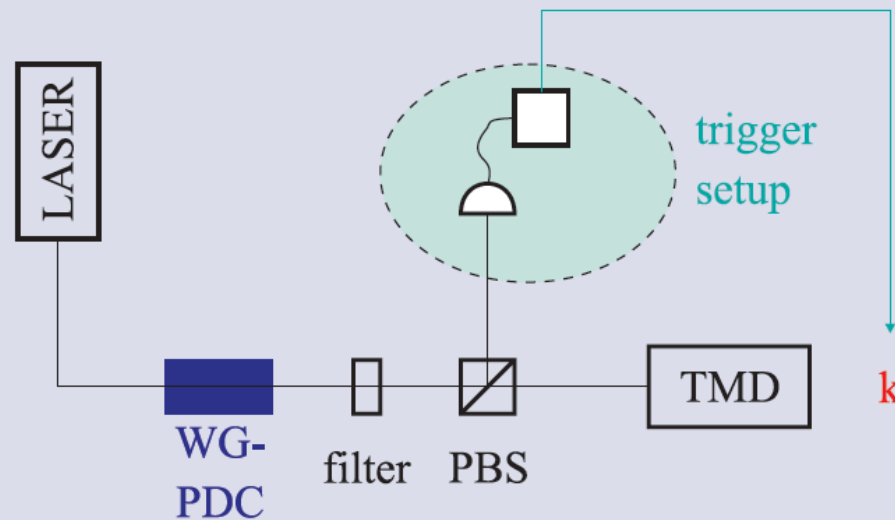 LASER
trigger
setup
TMD
k
WG-
PDC
filter
PBS